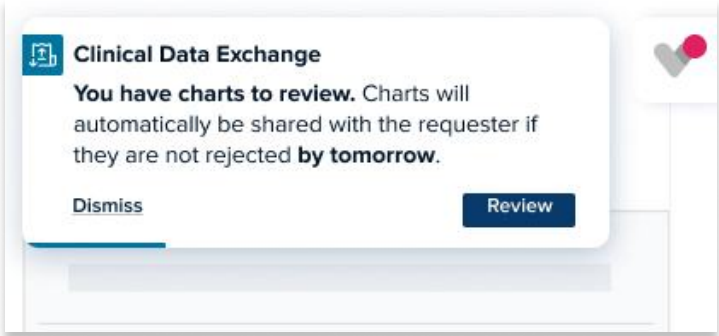 Clinical Data Exchange
You have charts to review. Charts will
automatically be shared with the requester if
they are not rejected by tomorrow.
Dismiss
Review